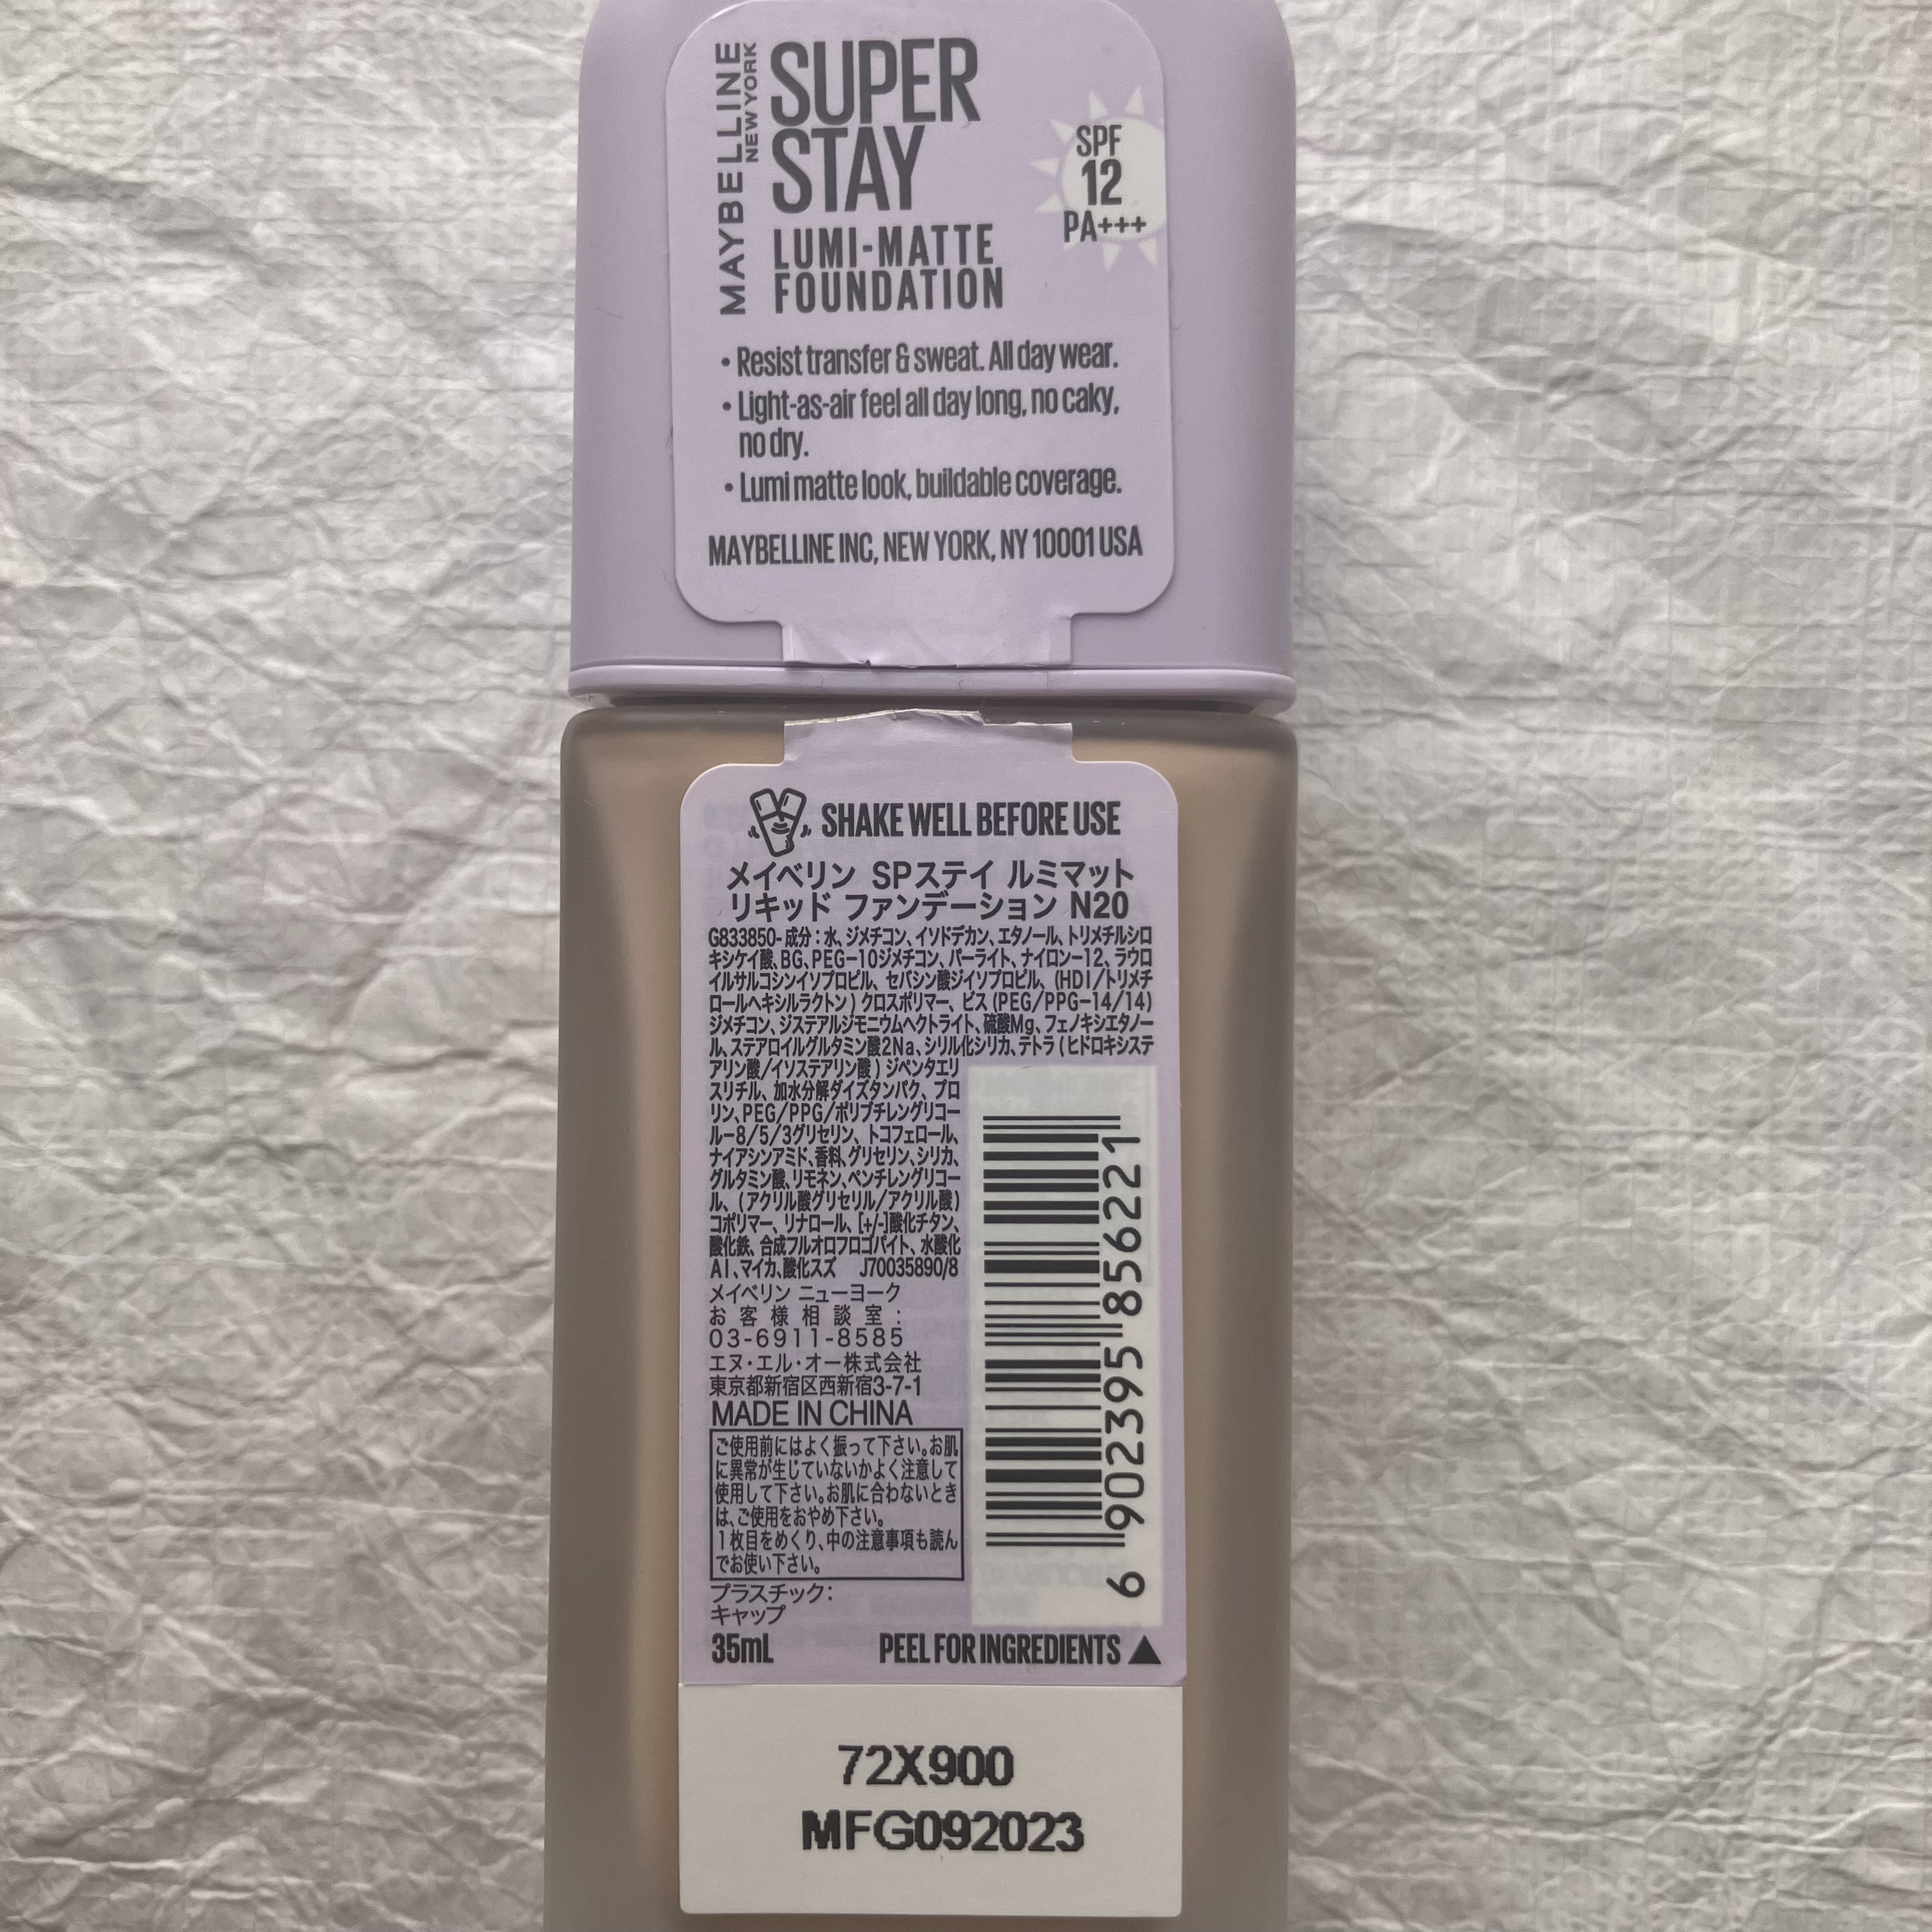 MAYBELLINE
NEW YORK
SUPER
STAY
LUMI-MATTE
FOUNDATION
SPF
12
PA+++
• Resist transfer & sweat. All day wear.
• Light-as-air feel all day long, no caky,
no dry.
• Lumi matte look, buildable coverage.
MAYBELLINE INC, NEW YORK, NY 10001 USA
SHAKE WELL BEFORE USE
メイベリン SPステイ ルミマット
リキッド ファンデーション N20
G833850-成分：水、ジメチコン、イソドデカン、エタノール、トリメチルシロ
キシケイ酸、BG、PEG-10ジメチコン、パーライト、ナイロン-12、ラウロ
イルサルコシンイソプロピル、セバシン酸ジイソプロピル、(HDI/トリメチ
ロールヘキシルラクトン)クロスポリマー、ビス(PEG/PPG-14/14)
ジメチコン、ジステアルジモニウムヘクトライト、硫酸Mg、フェノキシエタノー
ル、ステアロイルグルタミン酸2Na、シリル化シリカ、テトラ(ヒドロキシステ
アリン酸/イソステアリン酸)ジペンタエリ
スリチル、加水分解ダイズタンパク、プロ
リン、PEG/PPG/ポリブチレングリコー
ル-8/5/3グリセリン、トコフェロール、
ナイアシンアミド、香料、グリセリン、シリカ、
グルタミン酸、リモネン、ペンチレングリコー
ル、(アクリル酸グリセリル/アクリル酸)
コポリマー、リナロール、[+/-]酸化チタン、
酸化鉄、合成フルオロフロゴパイト、水酸化
Al、マイカ、酸化スズ J70035890/8
メイベリン ニューヨーク
お客様相談室：
03-6911-8585
エヌ・エル・オー株式会社
東京都新宿区西新宿3-7-1
MADE IN CHINA
ご使用前にはよく振って下さい。お肌
に異常が生じていないかよく注意して
使用して下さい。お肌に合わないとき
は、ご使用をおやめ下さい。
1枚目をめくり、中の注意事項も読ん
でお使い下さい。
プラスチック：
キャップ
35mL
6 902395 856221
PEEL FOR INGREDIENTS ▲
72X900
MFG092023